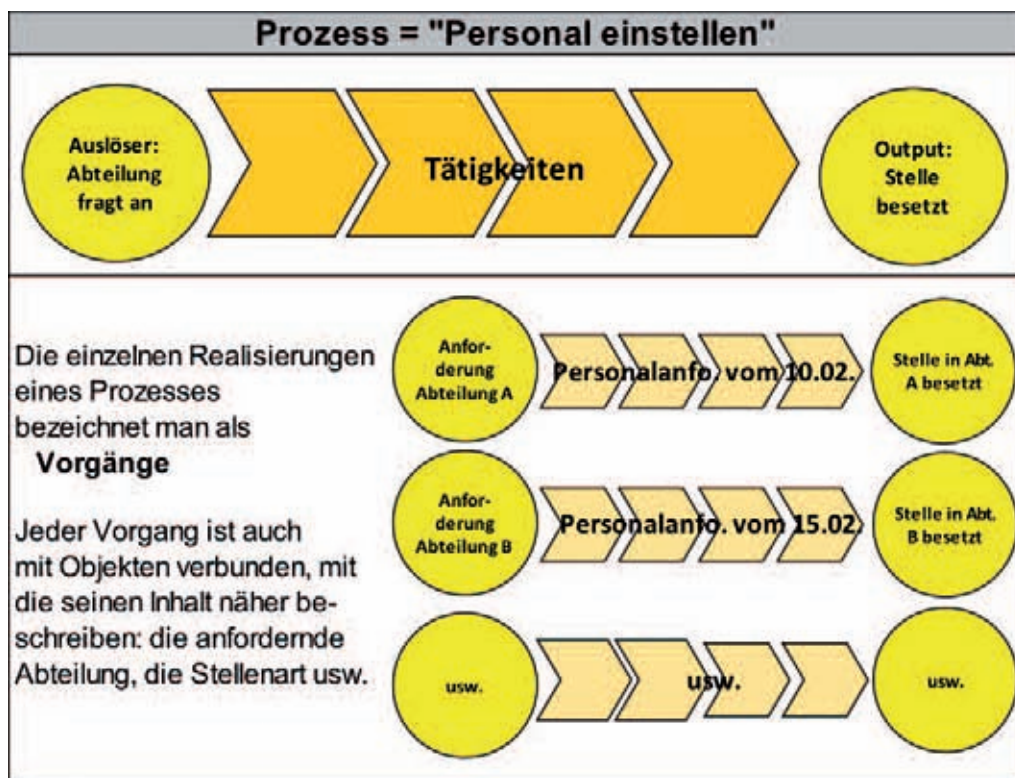 Prozess = "Personal einstellen"
Auslöser:
Abteilung
fragt an
Tätigkeiten
Output:
Stelle
besetzt
Die einzelnen Realisierungen
eines Prozesses
bezeichnet man als
Vorgänge
Jeder Vorgang ist auch
mit Objekten verbunden, mit
die seinen Inhalt näher be-
schreiben: die anfordernde
Abteilung, die Stellenart usw.
Anfor-
derung
Abteilung A
Personalanfo. vom 10.02.
Stelle in Abt.
A besetzt
Anfor-
derung
Abteilung B
Personalanfo. vom 15.02.
Stelle in Abt.
B besetzt
usw.
usw.
usw.